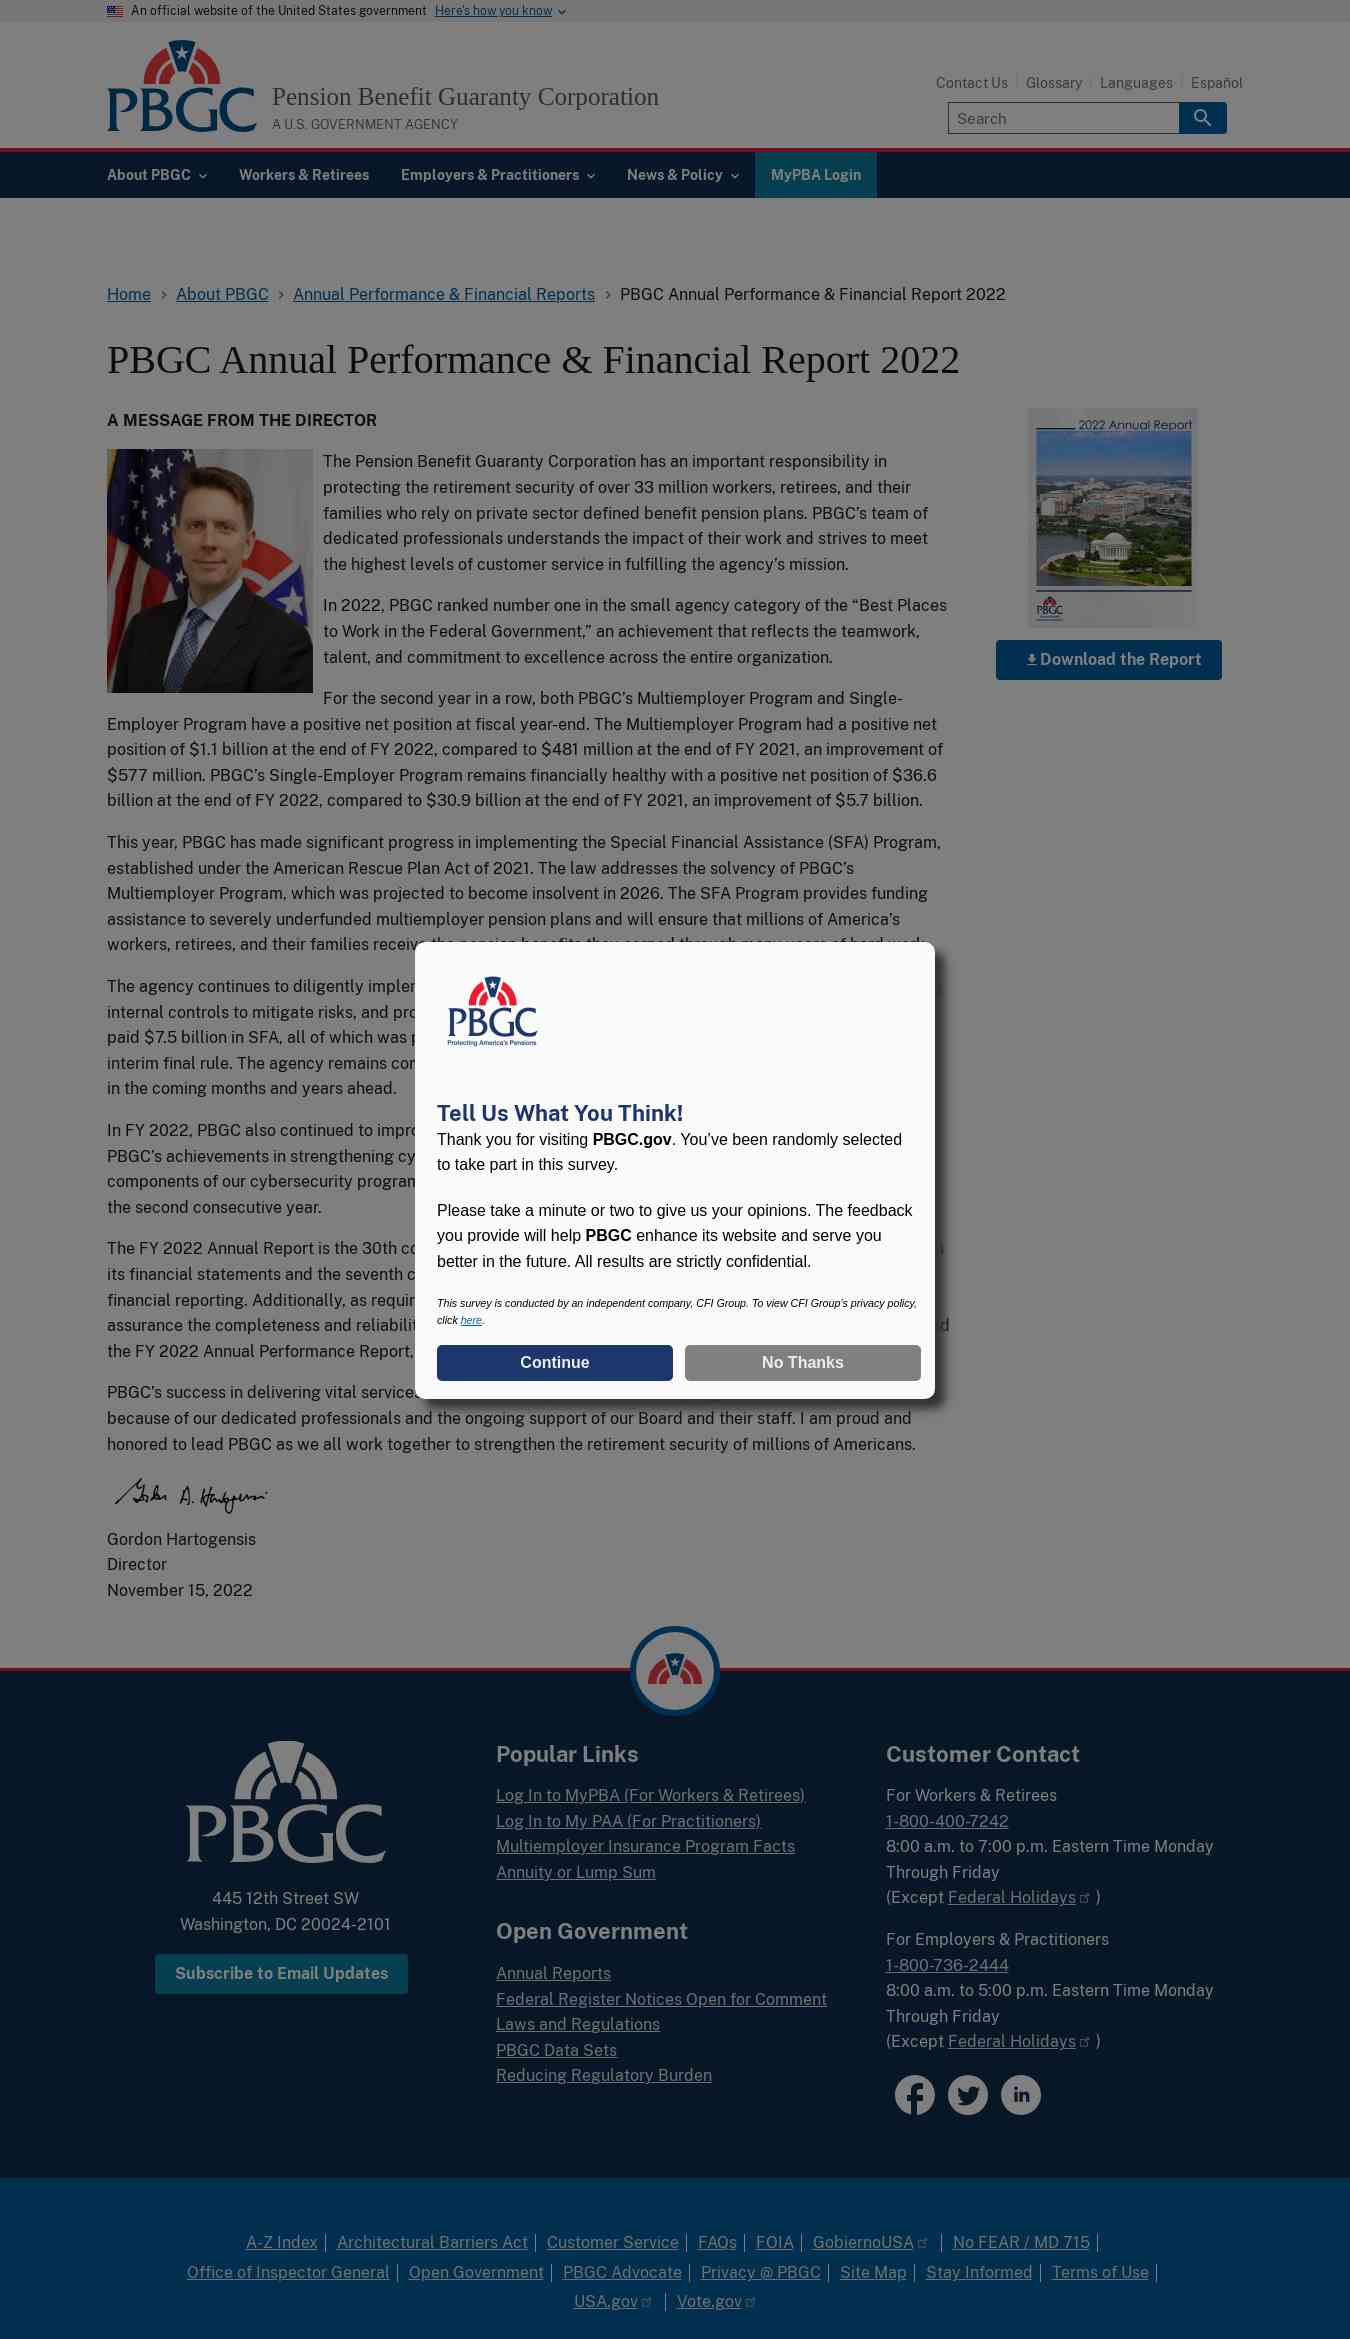 An official website of the United States government Here's how you know
PBGC
Pension Benefit Guaranty Corporation
A U.S. GOVERNMENT AGENCY
Contact Us Glossary Languages Español
Search
About PBGC Workers & Retirees Employers & Practitioners News & Policy MyPBA Login
Home About PBGC Annual Performance & Financial Reports PBGC Annual Performance & Financial Report 2022
PBGC Annual Performance & Financial Report 2022
A MESSAGE FROM THE DIRECTOR
The Pension Benefit Guaranty Corporation has an important responsibility in
protecting the retirement security of over 33 million workers, retirees, and their
families who rely on private sector defined benefit pension plans. PBGC’s team of
dedicated professionals understands the impact of their work and strives to meet
the highest levels of customer service in fulfilling the agency’s mission.
In 2022, PBGC ranked number one in the small agency category of the “Best Places
to Work in the Federal Government,” an achievement that reflects the teamwork,
talent, and commitment to excellence across the entire organization.
For the second year in a row, both PBGC’s Multiemployer Program and Single-
Employer Program have a positive net position at fiscal year-end. The Multiemployer Program had a positive net
position of $1.1 billion at the end of FY 2022, compared to $481 million at the end of FY 2021, an improvement of
$577 million. PBGC’s Single-Employer Program remains financially healthy with a positive net position of $36.6
billion at the end of FY 2022, compared to $30.9 billion at the end of FY 2021, an improvement of $5.7 billion.
This year, PBGC has made significant progress in implementing the Special Financial Assistance (SFA) Program,
established under the American Rescue Plan Act of 2021. The law addresses the solvency of PBGC’s
Multiemployer Program, which was projected to become insolvent in 2026. The SFA Program provides funding
assistance to severely underfunded multiemployer pension plans and will ensure that millions of America’s
workers, retirees, and their families receive the pension benefits they earned through many years of hard work.
The agency continues to diligently
internal controls to mitigate risks, and
paid $7.5 billion in SFA, all of which was
interim final rule. The agency remains
in the coming months and years ahead.
In FY 2022, PBGC also continued to
PBGC’s achievements in strengthening
components of our cybersecurity program
the second consecutive year.
The FY 2022 Annual Report is the 30th
its financial statements and the seventh
financial reporting. Additionally, as
assurance the completeness and
the FY 2022 Annual Performance Report,
PBGC’s success in delivering vital services
because of our dedicated professionals and the ongoing support of our Board and their staff. I am proud and
honored to lead PBGC as we all work together to strengthen the retirement security of millions of Americans.
Gordon Hartogensis
Director
November 15, 2022
2022 Annual Report
PBGC
Download the Report
PBGC
Protecting America's Pensions
Tell Us What You Think!
Thank you for visiting PBGC.gov. You’ve been randomly selected
to take part in this survey.
Please take a minute or two to give us your opinions. The feedback
you provide will help PBGC enhance its website and serve you
better in the future. All results are strictly confidential.
This survey is conducted by an independent company, CFI Group. To view CFI Group's privacy policy,
click here.
Continue No Thanks
PBGC
445 12th Street SW
Washington, DC 20024-2101
Subscribe to Email Updates
Popular Links
Log In to MyPBA (For Workers & Retirees)
Log In to My PAA (For Practitioners)
Multiemployer Insurance Program Facts
Annuity or Lump Sum
Open Government
Annual Reports
Federal Register Notices Open for Comment
Laws and Regulations
PBGC Data Sets
Reducing Regulatory Burden
Customer Contact
For Workers & Retirees
1-800-400-7242
8:00 a.m. to 7:00 p.m. Eastern Time Monday
Through Friday
(Except Federal Holidays )
For Employers & Practitioners
1-800-736-2444
8:00 a.m. to 5:00 p.m. Eastern Time Monday
Through Friday
(Except Federal Holidays )
A-Z Index Architectural Barriers Act Customer Service FAQs FOIA GobiernoUSA No FEAR / MD 715
Office of Inspector General Open Government PBGC Advocate Privacy @ PBGC Site Map Stay Informed Terms of Use
USA.gov Vote.gov